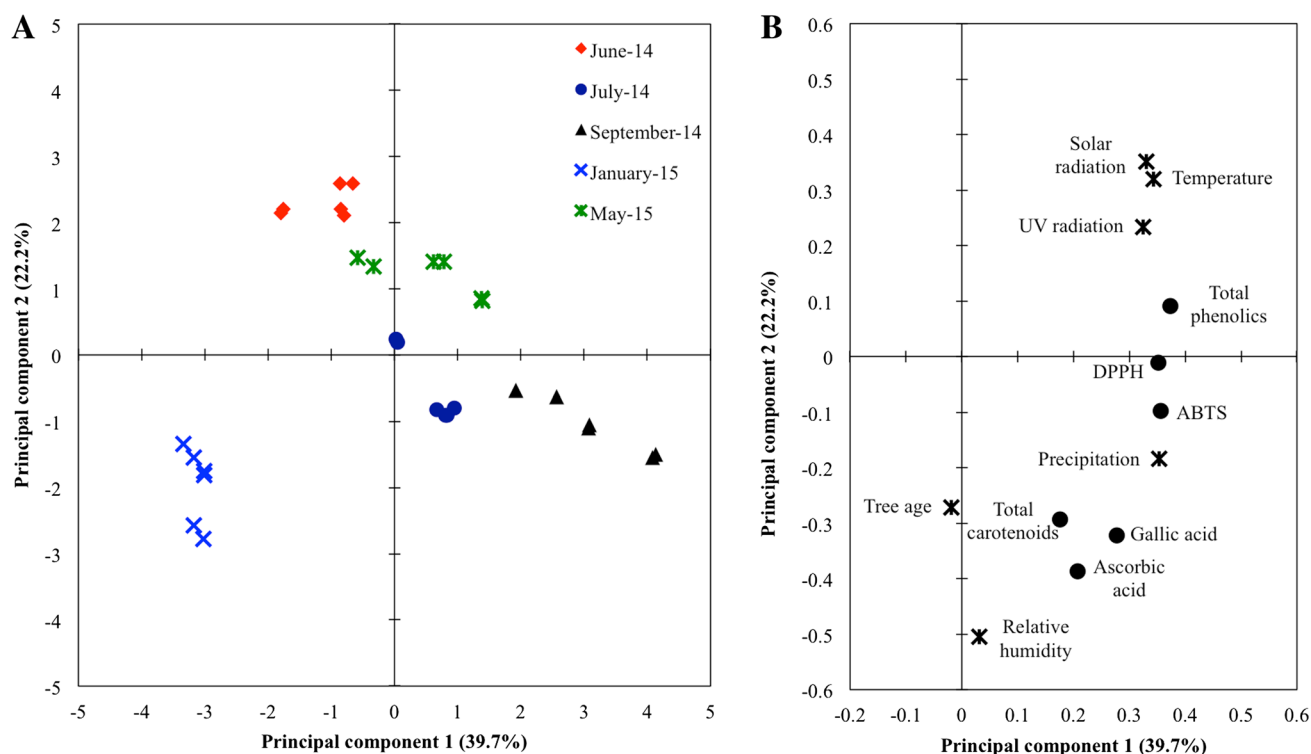 A
5
4
3
2
1
0
-1
-2
-3
-4
-5
-5
-4
-3
-2
-1
0
1
2
3
4
5
Principal component 2 (22.2%)
Principal component 1 (39.7%)
June-14
July-14
September-14
January-15
May-15
B
0.6
0.5
0.4
0.3
0.2
0.1
0
-0.1
-0.2
-0.3
-0.4
-0.5
-0.6
-0.2
-0.1
0
0.1
0.2
0.3
0.4
0.5
0.6
Principal component 2 (22.2%)
Principal component 1 (39.7%)
Solar
radiation
Temperature
UV radiation
Total
phenolics
DPPH
ABTS
Precipitation
Tree age
Total
carotenoids
Gallic acid
Ascorbic
acid
Relative
humidity